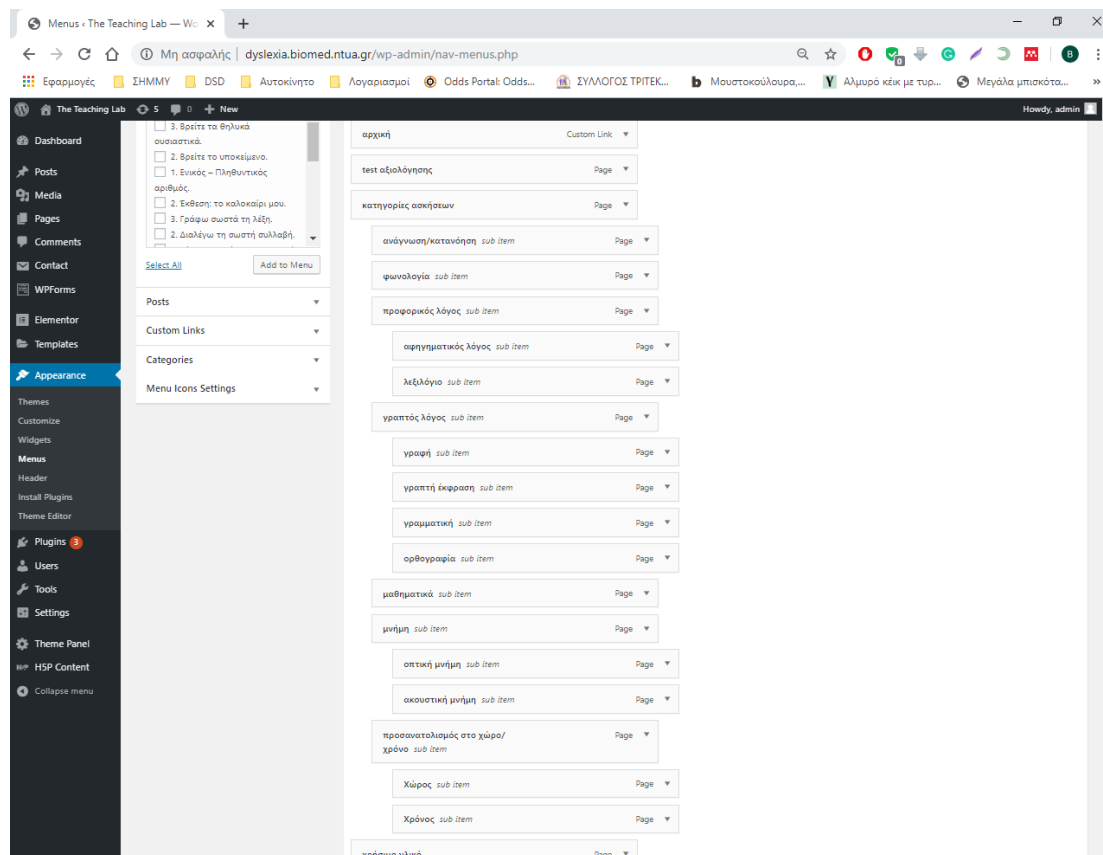 Menus ‹ The Teaching Lab — Wo
Μη ασφαλής | dyslexia.biomed.ntua.gr/wp-admin/nav-menus.php
Εφαρμογές ΣΗΜΜΥ DSD Αυτοκίνητο Λογαριασμοί Odds Portal: Odds... ΣΥΛΛΟΓΟΣ ΤΡΙΤΕΚ... Μουστοκούλουρα,... Αλμυρό κέικ με τυρ... Μεγάλα μπισκότα... »
The Teaching Lab 5 0 + New Howdy, admin
Dashboard
Posts
Media
Pages
Comments
Contact
WPForms
Elementor
Templates
Appearance
Themes
Customize
Widgets
Menus
Header
Install Plugins
Theme Editor
Plugins 3
Users
Tools
Settings
Theme Panel
H5P H5P Content
Collapse menu
3. Βρείτε τα θηλυκά
ουσιαστικά.
2. Βρείτε το υποκείμενο.
1. Ενικός – Πληθυντικός
αριθμός.
2. Έκθεση: το καλοκαίρι μου.
3. Γράφω σωστά τη λέξη.
2. Διαλέγω τη σωστή συλλαβή.
Select All Add to Menu
Posts
Custom Links
Categories
Menu Icons Settings
αρχική Custom Link
test αξιολόγησης Page
κατηγορίες ασκήσεων Page
ανάγνωση/κατανόηση sub item Page
φωνολογία sub item Page
προφορικός λόγος sub item Page
αφηγηματικός λόγος sub item Page
λεξιλόγιο sub item Page
γραπτός λόγος sub item Page
γραφή sub item Page
γραπτή έκφραση sub item Page
γραμματική sub item Page
ορθογραφία sub item Page
μαθηματικά sub item Page
μνήμη sub item Page
οπτική μνήμη sub item Page
ακουστική μνήμη sub item Page
προσανατολισμός στο χώρο/ Page
χρόνο sub item
Χώρος sub item Page
Χρόνος sub item Page
χρήσιμο υλικό Page